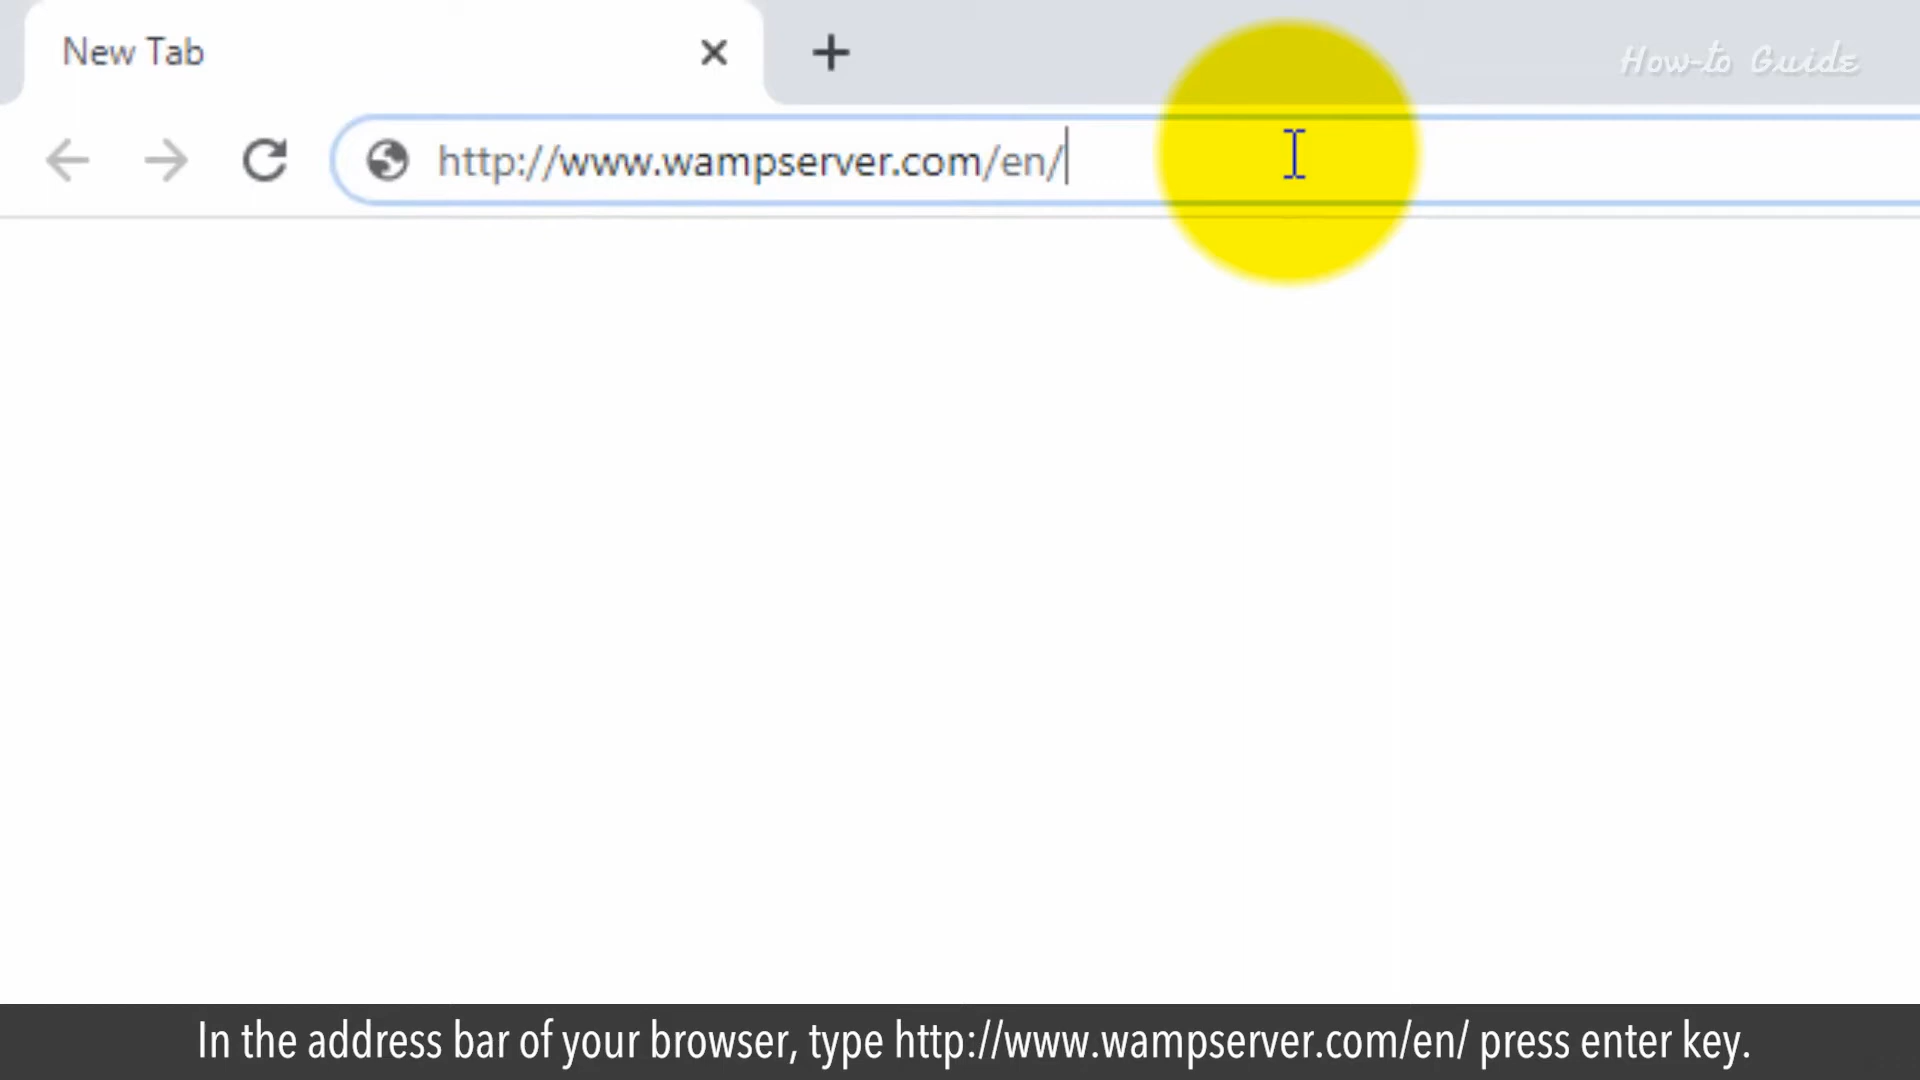 New Tab
How-to Guide
http://www.wampserver.com/en/
In the address bar of your browser, type http://www.wampserver.com/en/ press enter key.